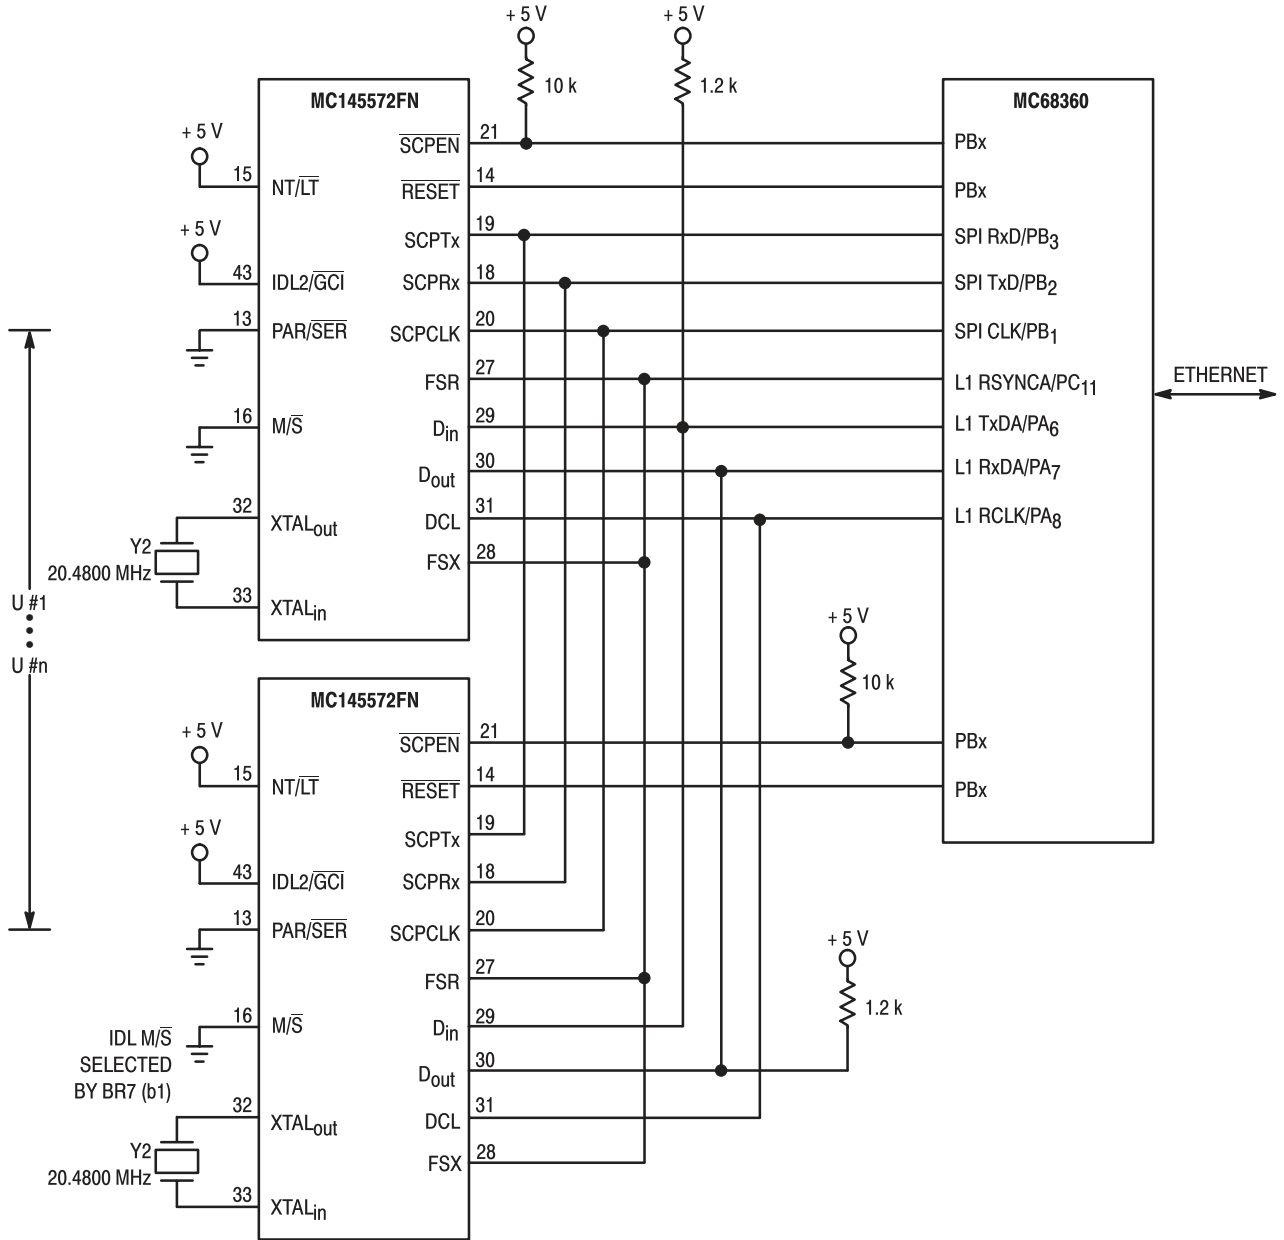 + 5 V
+ 5 V
10 k
1.2 k
MC145572FN
MC68360
+ 5 V
15
NT/LT
SCPEN
21
PBx
RESET
14
PBx
+ 5 V
43
IDL2/GCI
SCPTx
19
SPI RxD/PB3
SCPRx
18
SPI TxD/PB2
13
PAR/SER
SCPCLK
20
SPI CLK/PB1
FSR
27
L1 RSYNCA/PC11
ETHERNET
16
M/S
Din
29
L1 TxDA/PA6
Dout
30
L1 RxDA/PA7
32
XTALout
DCL
31
L1 RCLK/PA8
Y2
20.4800 MHz
FSX
28
33
XTALin
U #1
U #n
+ 5 V
10 k
MC145572FN
+ 5 V
15
NT/LT
SCPEN
21
PBx
RESET
14
PBx
+ 5 V
43
IDL2/GCI
SCPTx
19
SCPRx
18
13
PAR/SER
SCPCLK
20
+ 5 V
1.2 k
FSR
27
16
M/S
IDL M/S
SELECTED
BY BR7 (b1)
Din
29
Dout
30
32
XTALout
DCL
31
Y2
20.4800 MHz
FSX
28
33
XTALin